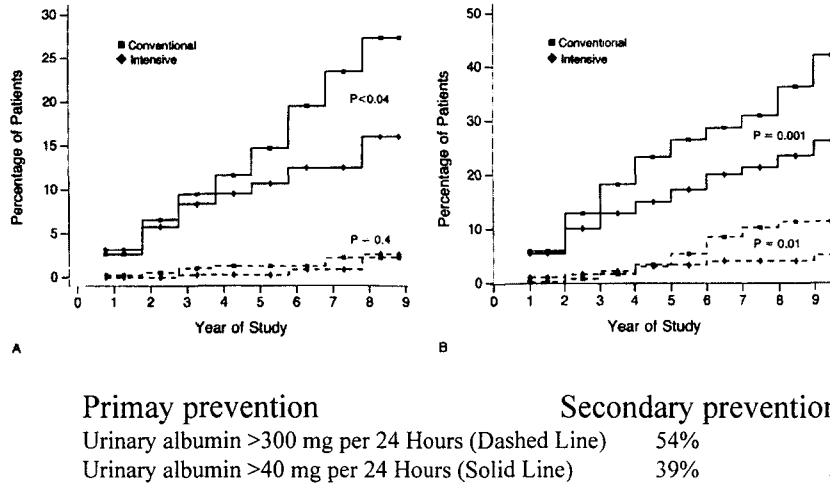 30
25
20
15
10
5
0
Percentage of Patients
Conventional
Intensive
P<0.04
P = 0.4
0 1 2 3 4 5 6 7 8 9
Year of Study
A
50
40
30
20
10
0
Percentage of Patients
Conventional
Intensive
P = 0.001
P = 0.01
0 1 2 3 4 5 6 7 8 9
Year of Study
B
Primay prevention Secondary prevention
Urinary albumin >300 mg per 24 Hours (Dashed Line) 54%
Urinary albumin >40 mg per 24 Hours (Solid Line) 39%